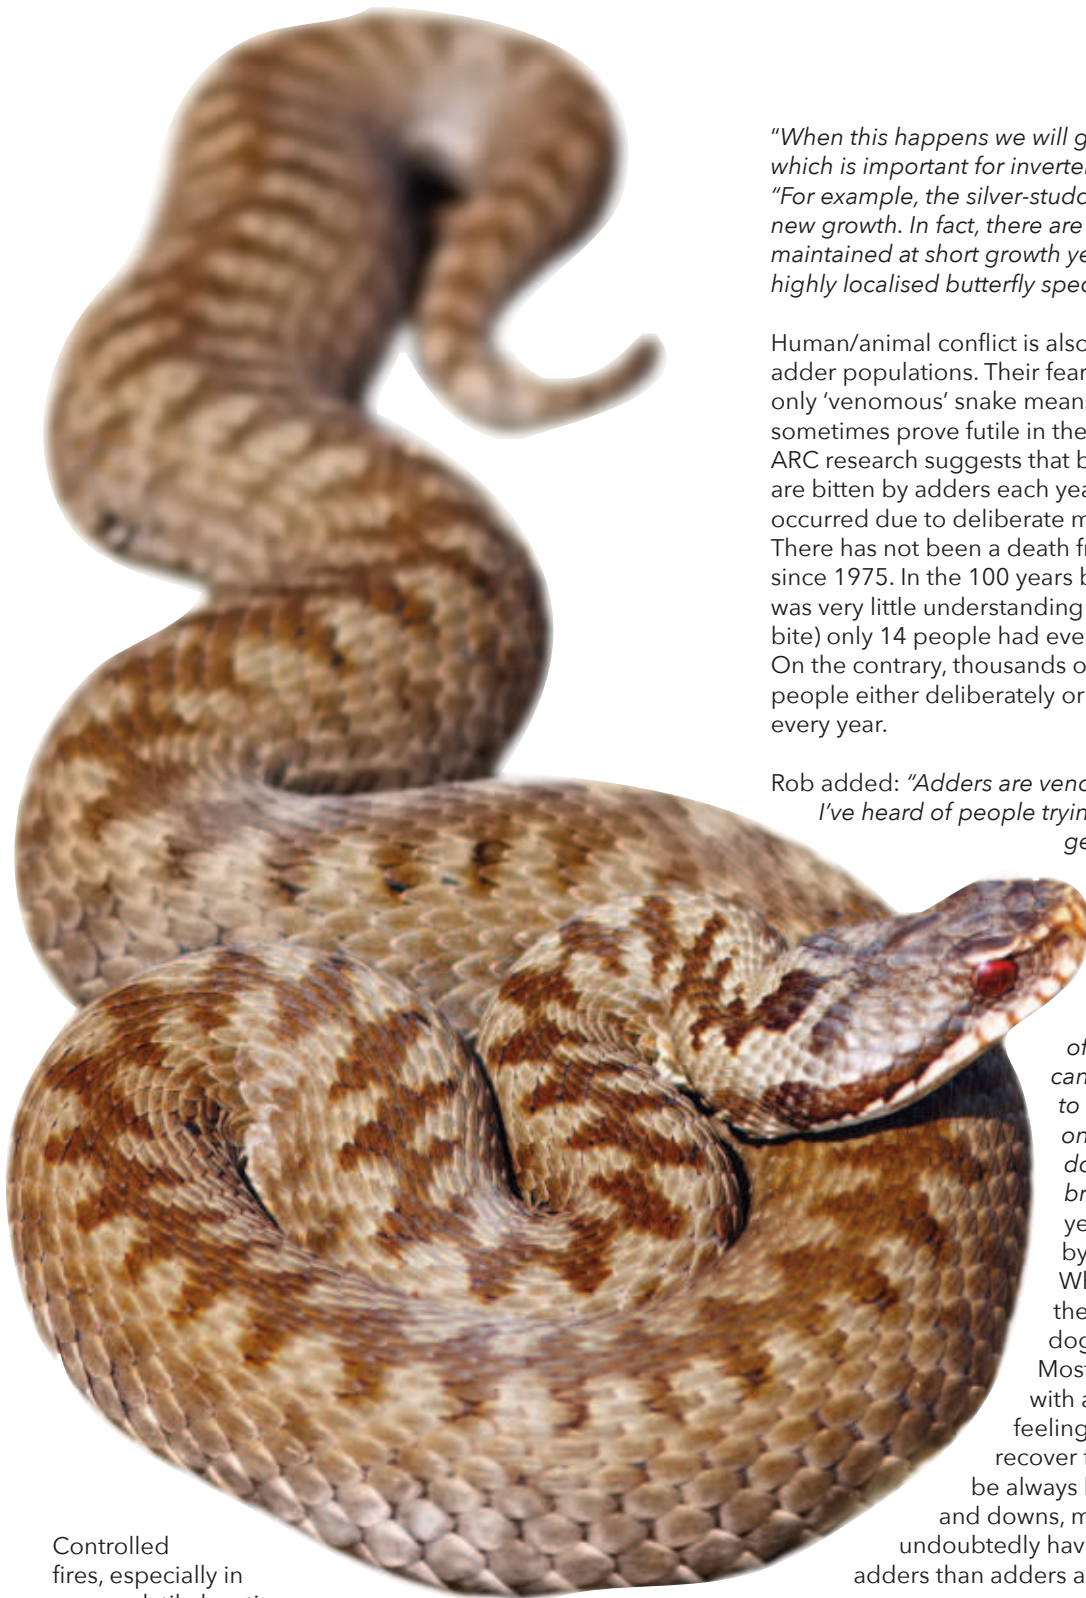 "When this happens we will g
which is important for inverte
"For example, the silver-studd
new growth. In fact, there are
maintained at short growth ye
highly localised butterfly spec
Human/animal conflict is also
adder populations. Their fear
only 'venomous' snake mean
sometimes prove futile in the
ARC research suggests that b
are bitten by adders each yea
occurred due to deliberate m
There has not been a death fr
since 1975. In the 100 years b
was very little understanding
bite) only 14 people had eve
On the contrary, thousands o
people either deliberately or
every year.
Rob added: "Adders are veno
I've heard of people tryin
ge
of
can
to
on
do
br
ye
by
Wh
the
dog
Most
with a
feeling
recover f
be always l
and downs, m
undoubtedly hav
adders than adders a
Controlled
fires, especially in